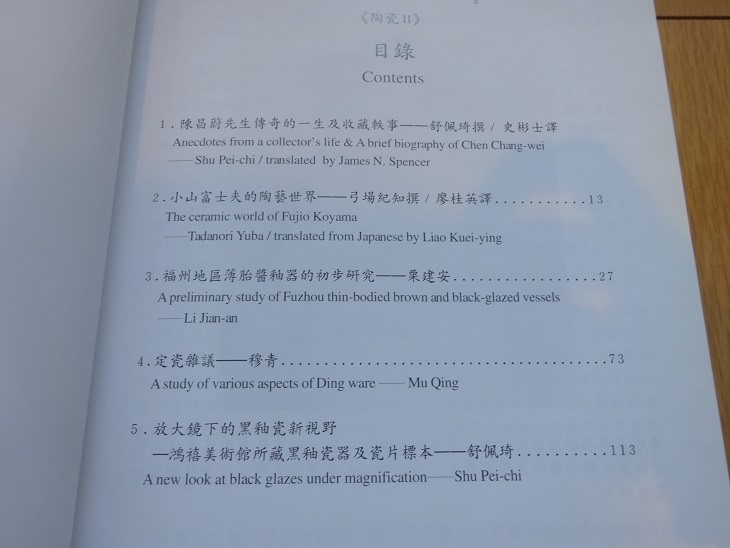 《陶瓷II》
目錄
Contents
1.陳昌蔚先生傳奇的一生及收藏軼事——舒佩琦撰 / 史彬士譯
Anecdotes from a collector's life & A brief biography of Chen Chang-wei
——Shu Pei-chi / translated by James N. Spencer
2.小山富士夫的陶藝世界——弓場紀知撰 / 廖桂英譯...........13
The ceramic world of Fujio Koyama
——Tadanori Yuba / translated from Japanese by Liao Kuei-ying
3.福州地區薄胎醬釉器的初步研究——栗建安.................27
A preliminary study of Fuzhou thin-bodied brown and black-glazed vessels
——Li Jian-an
4.定瓷雜議——穆青.......................................73
A study of various aspects of Ding ware —— Mu Qing
5.放大鏡下的黑釉瓷新視野
—鴻禧美術館所藏黑釉瓷器及瓷片標本——舒佩琦..........113
A new look at black glazes under magnification——Shu Pei-chi